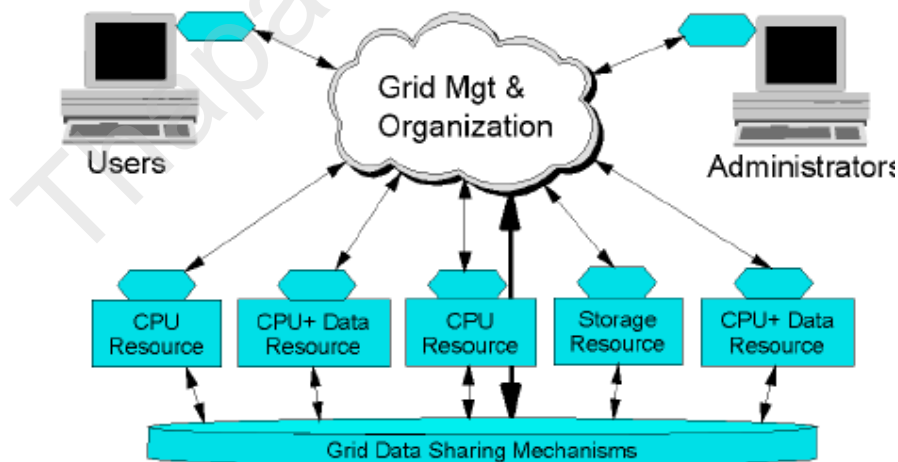 Grid Mgt &
Organization
Users
Administrators
CPU
Resource
CPU+ Data
Resource
CPU
Resource
Storage
Resource
CPU+ Data
Resource
Grid Data Sharing Mechanisms
Thapa